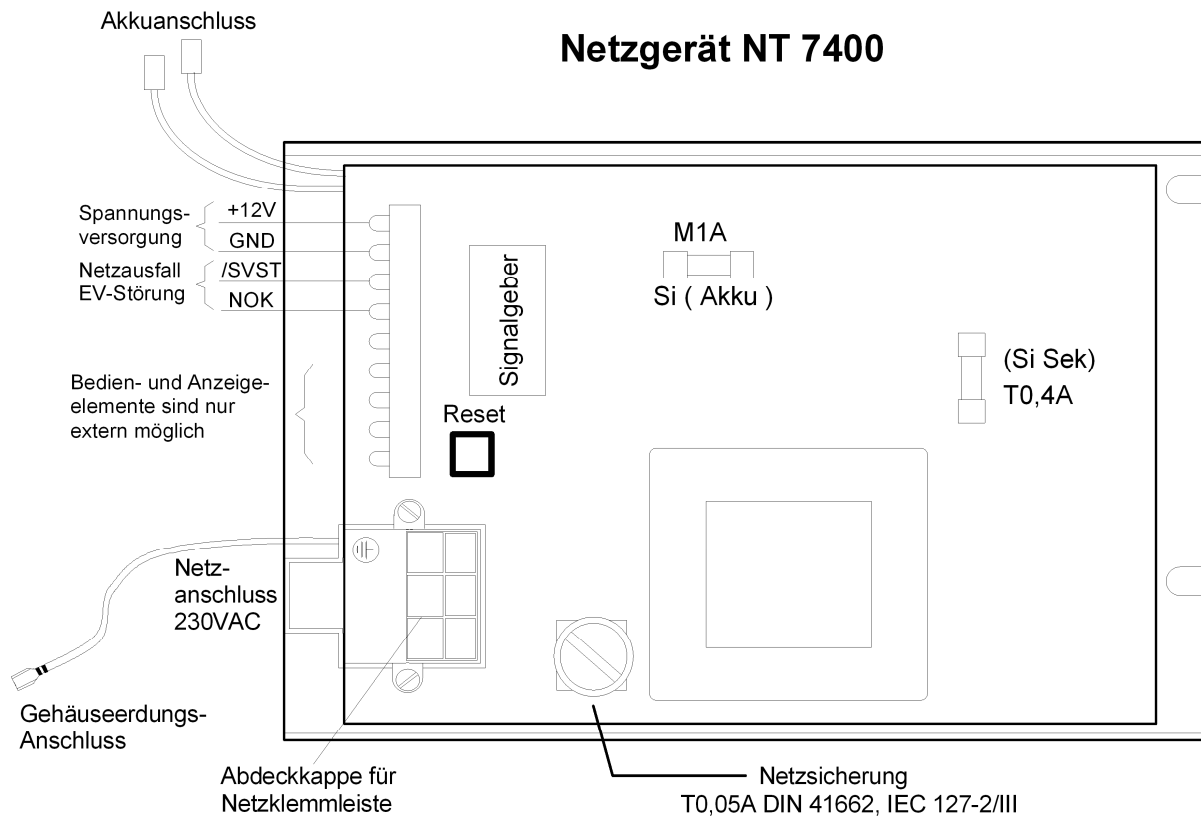 Akkuanschluss
Netzgerät NT 7400
Spannungs-
versorgung
+12V
GND
Netzausfall
EV-Störung
/SVST
NOK
Bedien- und Anzeige-
elemente sind nur
extern möglich
Signalgeber
Reset
M1A
Si ( Akku )
(Si Sek)
T0,4A
Netz-
anschluss
230VAC
Gehäuseerdungs-
Anschluss
Abdeckkappe für
Netzklemmleiste
Netzsicherung
T0,05A DIN 41662, IEC 127-2/III